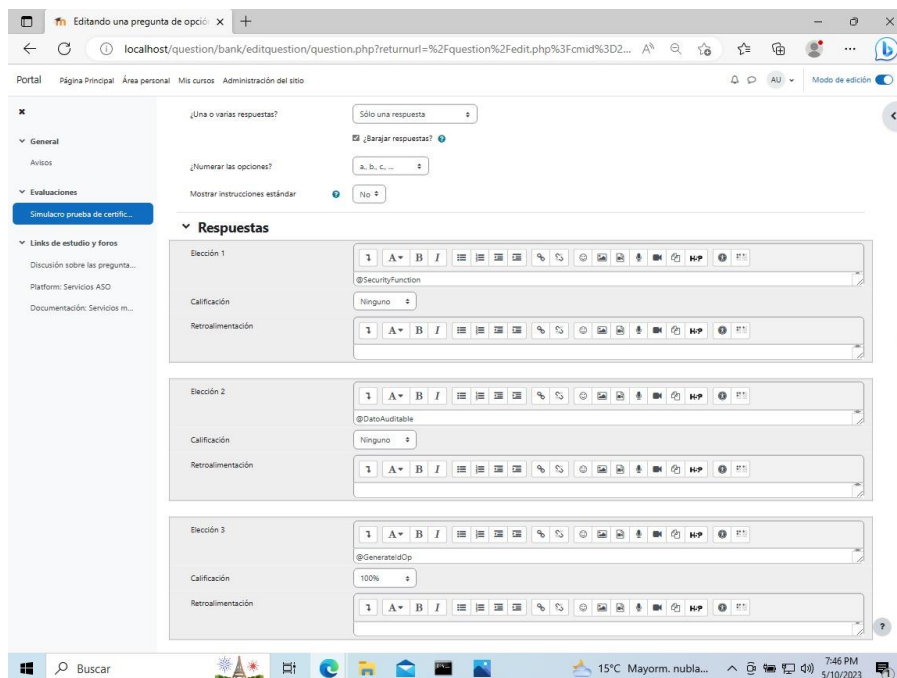 Editando una pregunta de opció
localhost/question/bank/editquestion/question.php?returnurl=%2Fquestion%2Fedit.php%3Fcmid%3D2...
Portal Página Principal Área personal Mis cursos Administración del sitio AU Modo de edición
General
Avisos
Evaluaciones
Simulacro prueba de certific...
Links de estudio y foros
Discusión sobre las pregunta...
Platform: Servicios ASO
Documentación: Servicios m...
¿Una o varias respuestas? Sólo una respuesta
¿Barajar respuestas?
¿Numerar las opciones? a., b., c., ...
Mostrar instrucciones estándar No
Respuestas
Elección 1
A B I H-P
@SecurityFunction
Calificación Ninguno
Retroalimentación
A B I H-P
Elección 2
A B I H-P
@DatoAuditable
Calificación Ninguno
Retroalimentación
A B I H-P
Elección 3
A B I H-P
@GenerateIdOp
Calificación 100%
Retroalimentación
A B I H-P
Buscar
15°C Mayorm. nubla...
7:46 PM
5/10/2023